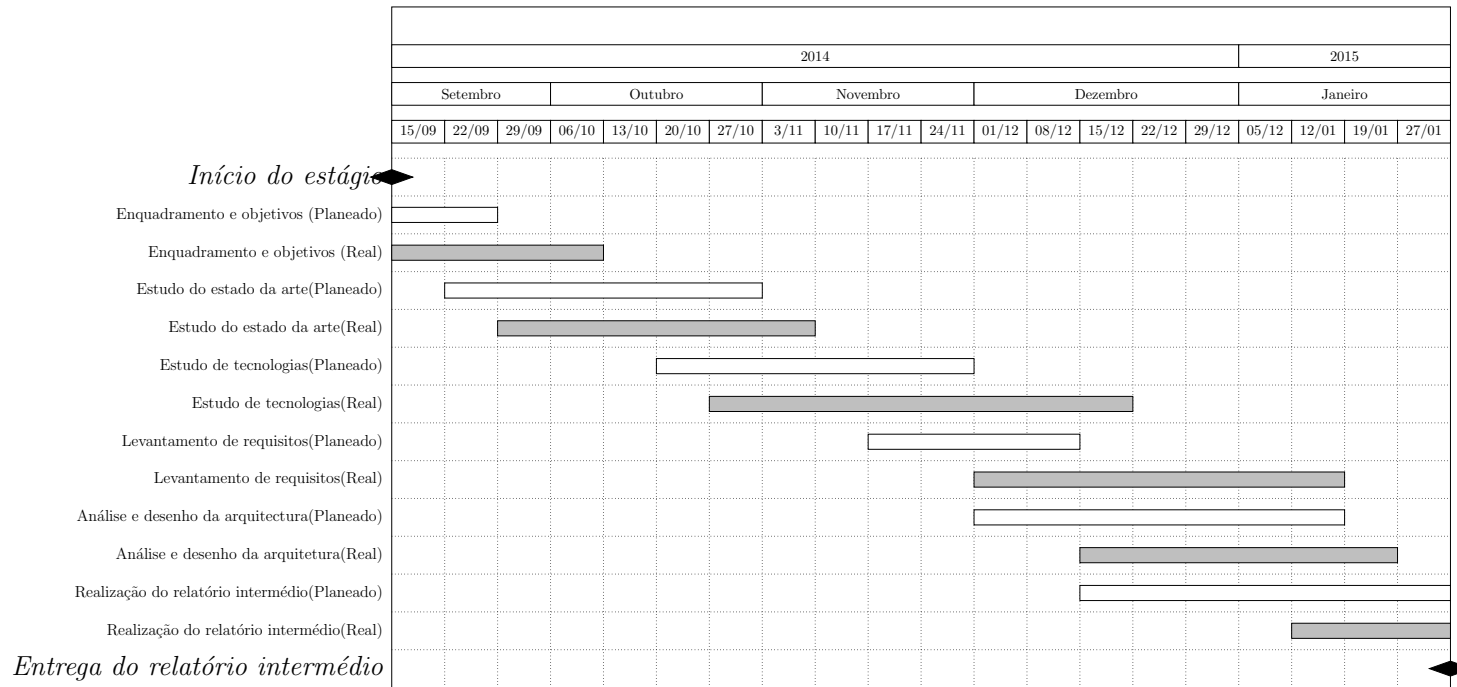 2014 2015
Setembro Outubro Novembro Dezembro Janeiro
15/09 22/09 29/09 06/10 13/10 20/10 27/10 3/11 10/11 17/11 24/11 01/12 08/12 15/12 22/12 29/12 05/12 12/01 19/01 27/01
Início do estágio
Enquadramento e objetivos (Planeado)
Enquadramento e objetivos (Real)
Estudo do estado da arte(Planeado)
Estudo do estado da arte(Real)
Estudo de tecnologias(Planeado)
Estudo de tecnologias(Real)
Levantamento de requisitos(Planeado)
Levantamento de requisitos(Real)
Análise e desenho da arquitectura(Planeado)
Análise e desenho da arquitetura(Real)
Realização do relatório intermédio(Planeado)
Realização do relatório intermédio(Real)
Entrega do relatório intermédio